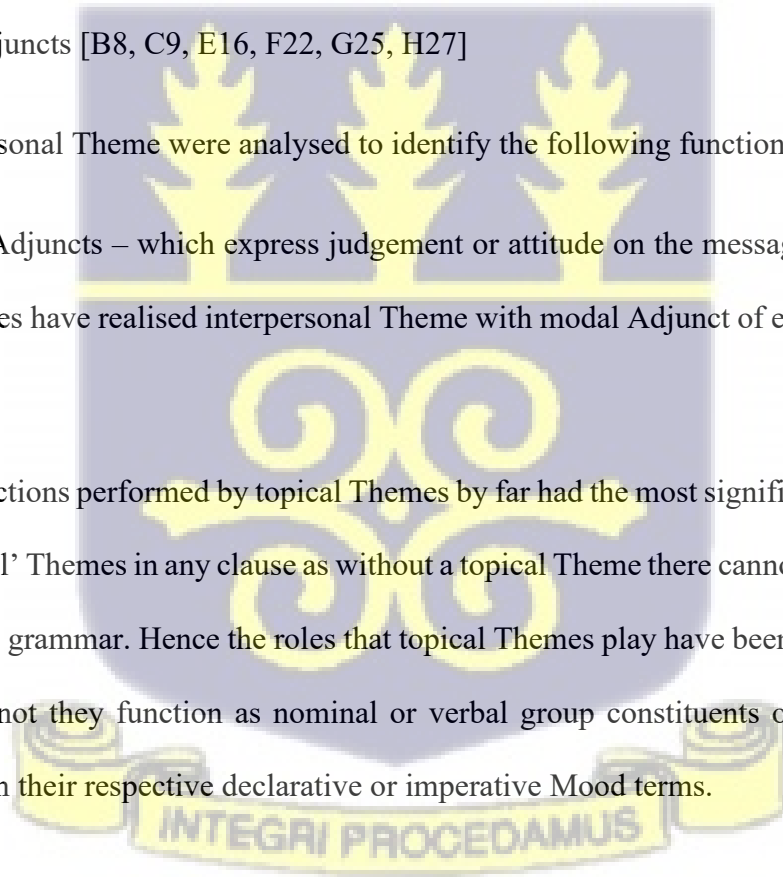 juncts [B8, C9, E16, F22, G25, H27]
sonal Theme were analysed to identify the following function
Adjuncts – which express judgement or attitude on the messag
es have realised interpersonal Theme with modal Adjunct of e
ctions performed by topical Themes by far had the most signifi
l’ Themes in any clause as without a topical Theme there canno
grammar. Hence the roles that topical Themes play have been
not they function as nominal or verbal group constituents o
n their respective declarative or imperative Mood terms.
INTEGRI PROCEDAMUS